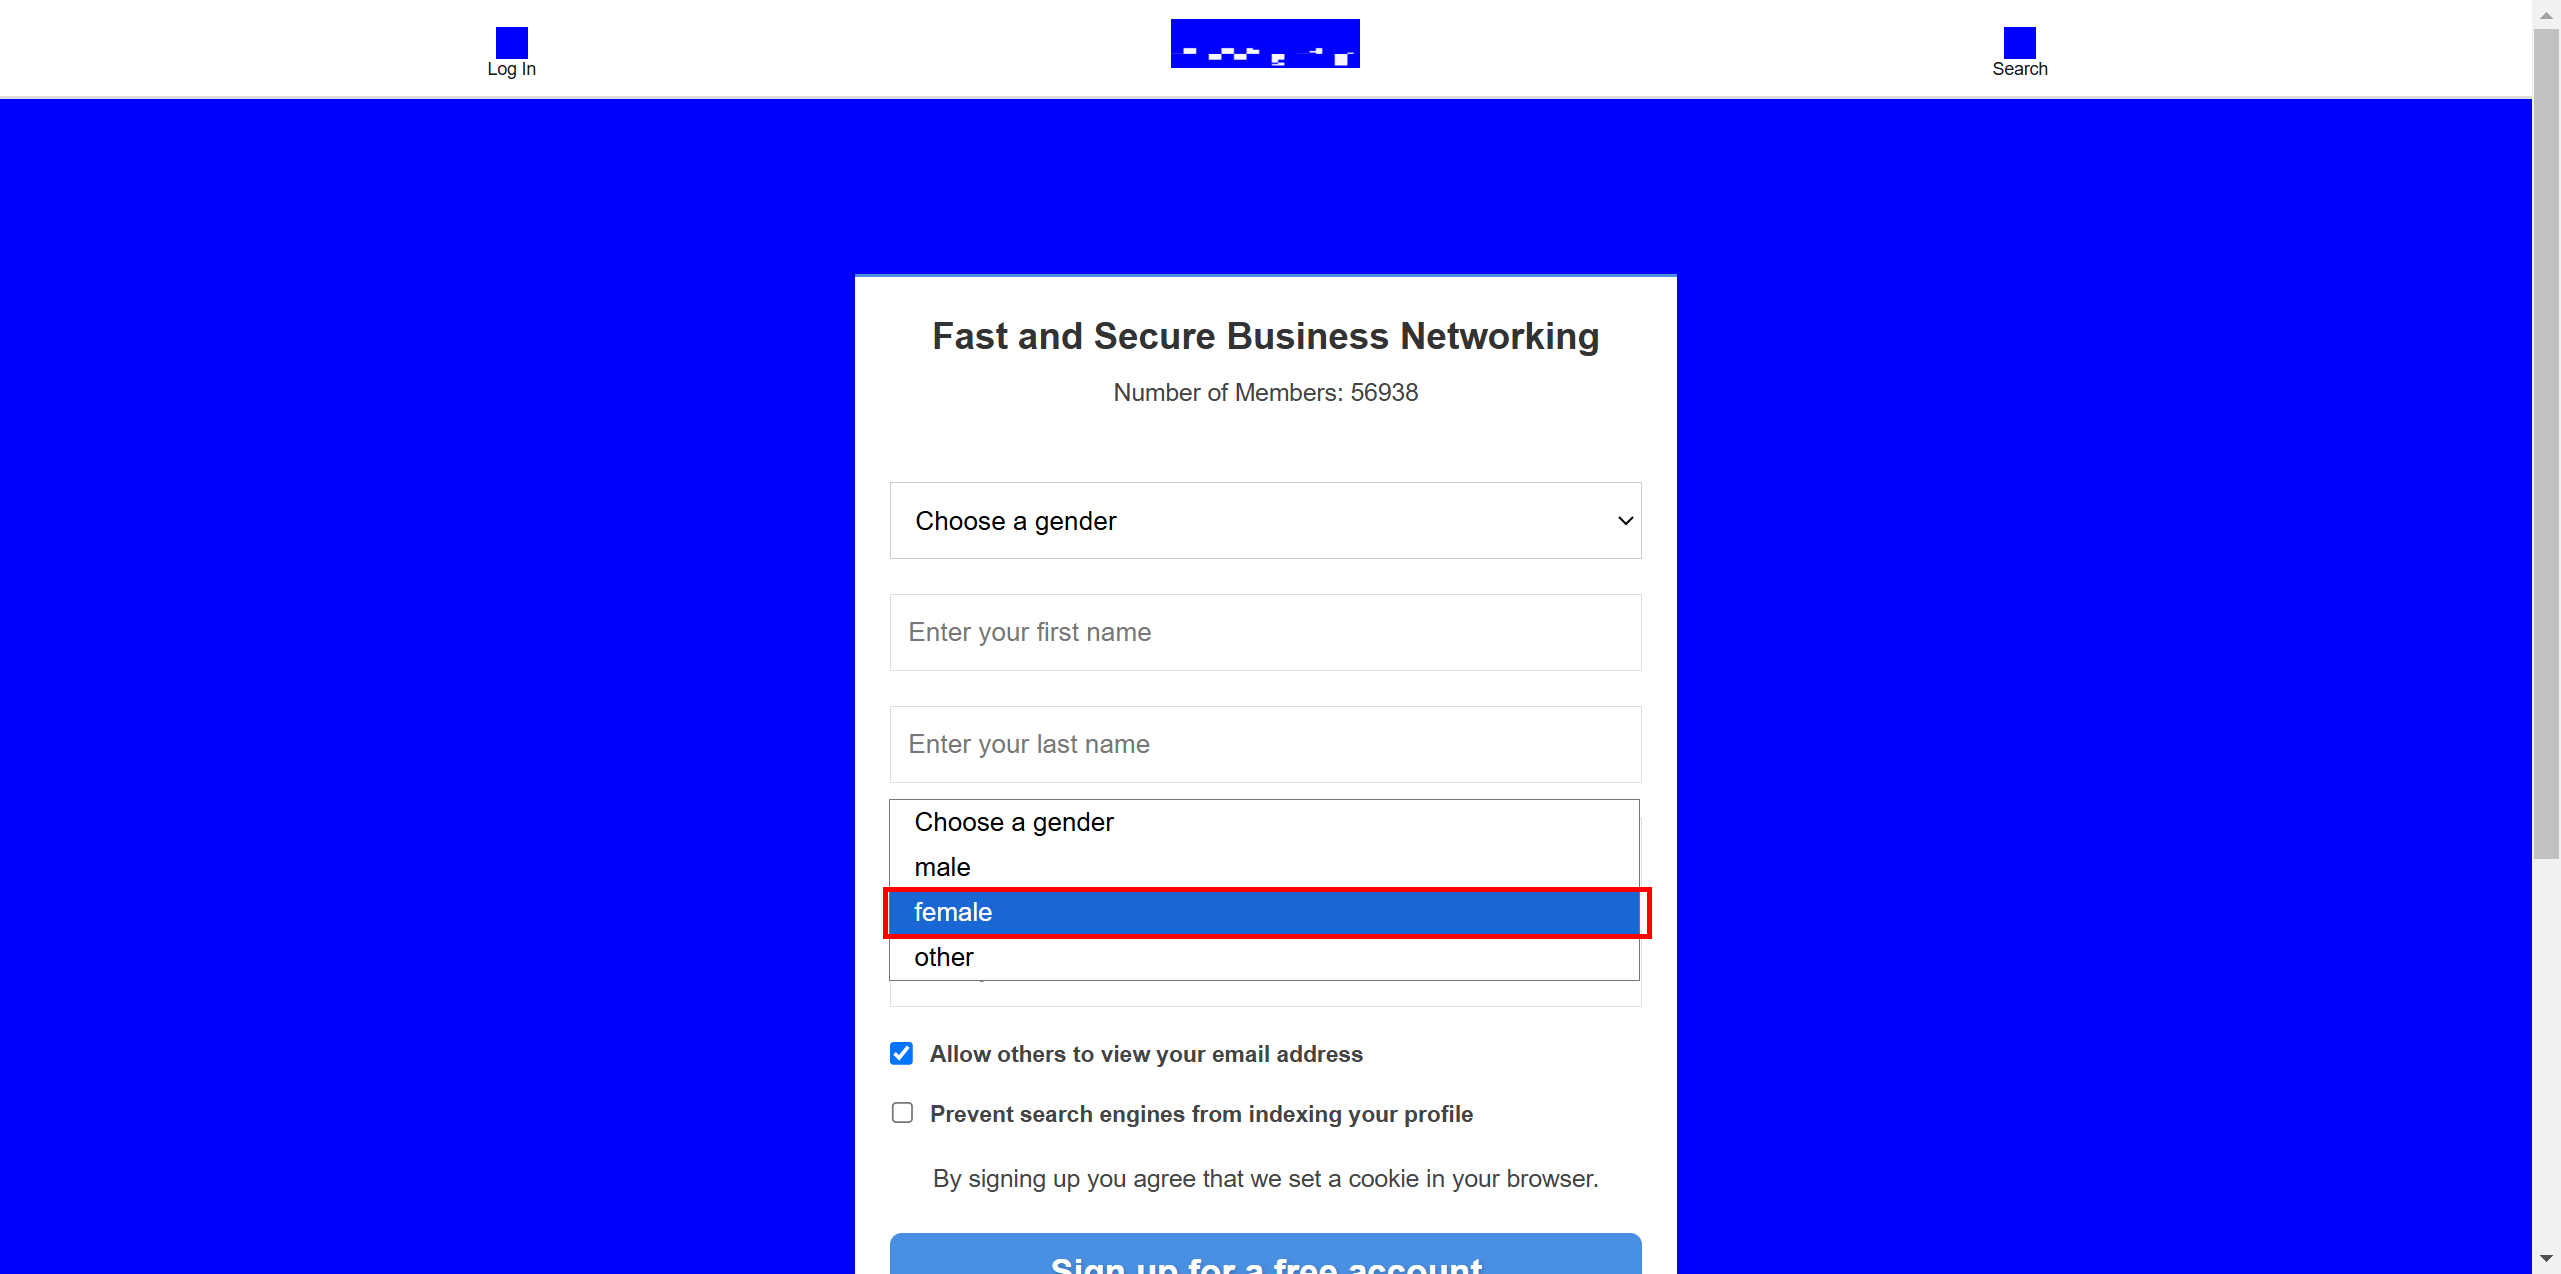 Log In
Search
Fast and Secure Business Networking
Number of Members: 56938
Choose a gender
Enter your first name
Enter your last name
Choose a gender
male
female
other
Allow others to view your email address
Prevent search engines from indexing your profile
By signing up you agree that we set a cookie in your browser.
Sign up for a free account